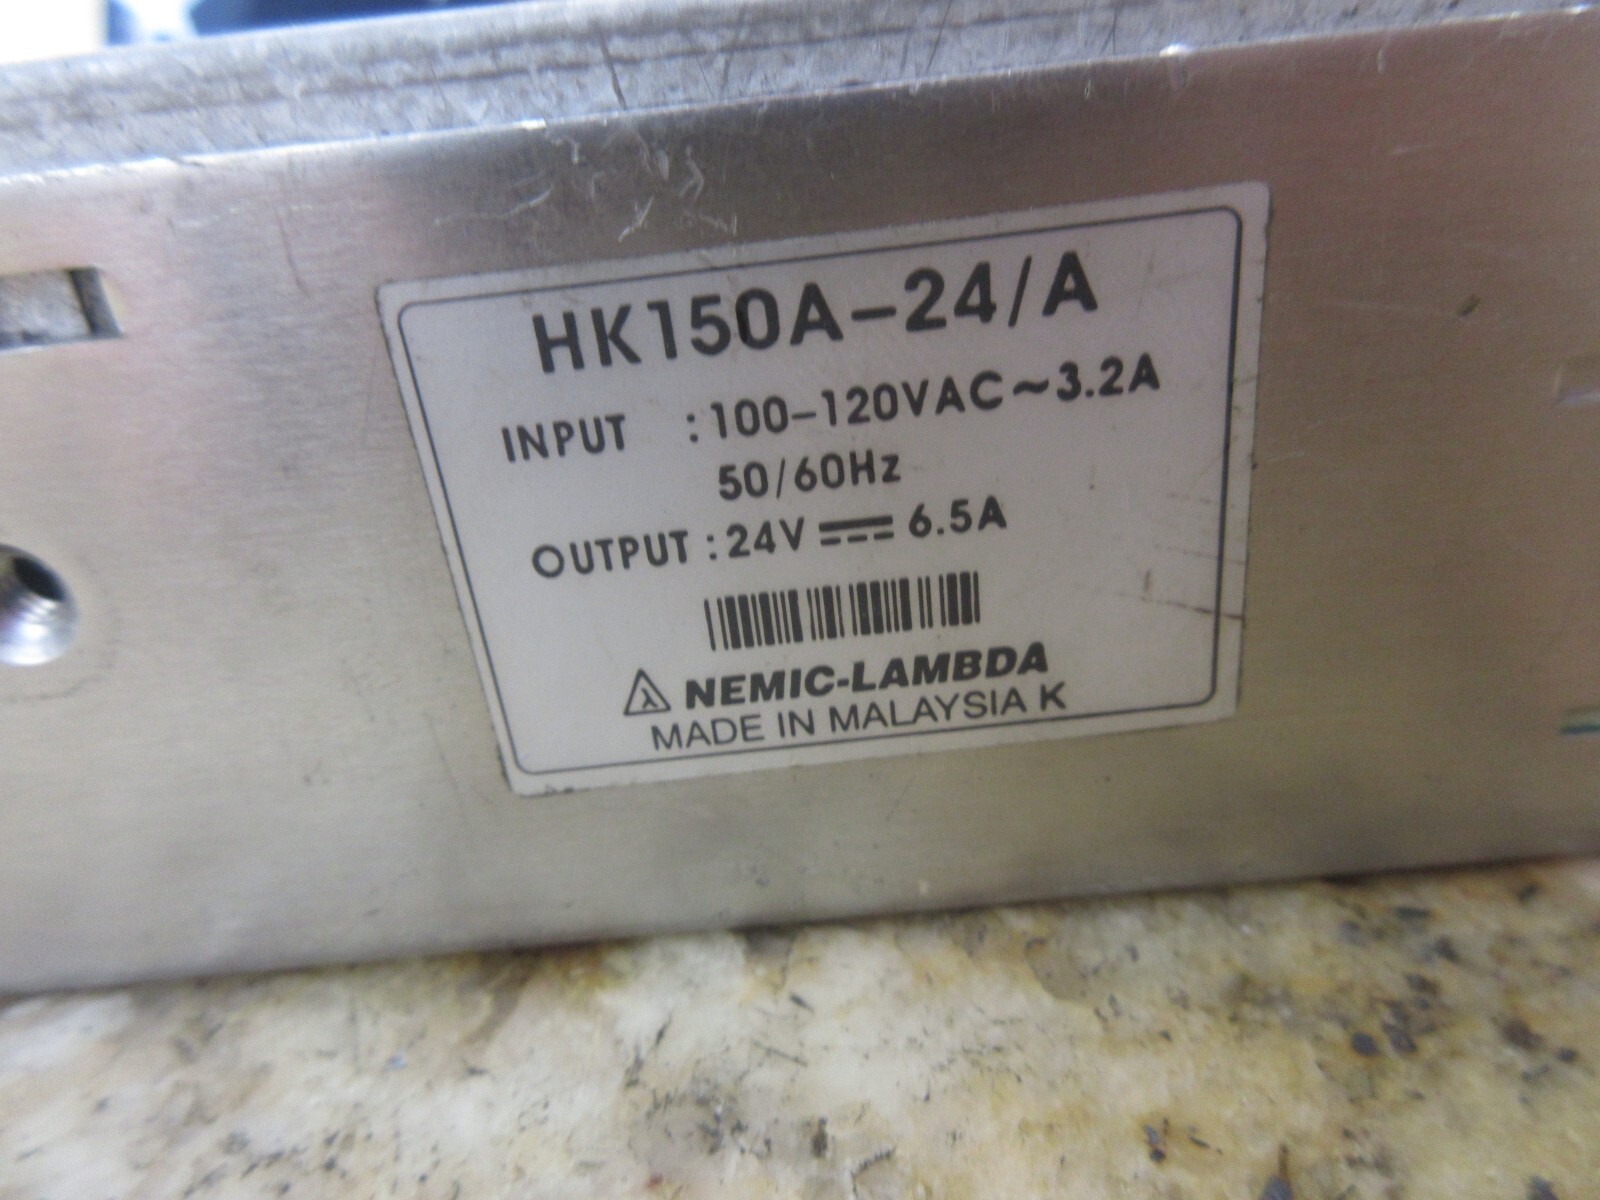 HK150A-24/A
INPUT : 100-120VAC~3.2A
50/60Hz
OUTPUT : 24V ⎓ 6.5A
λ NEMIC-LAMBDA
MADE IN MALAYSIA K